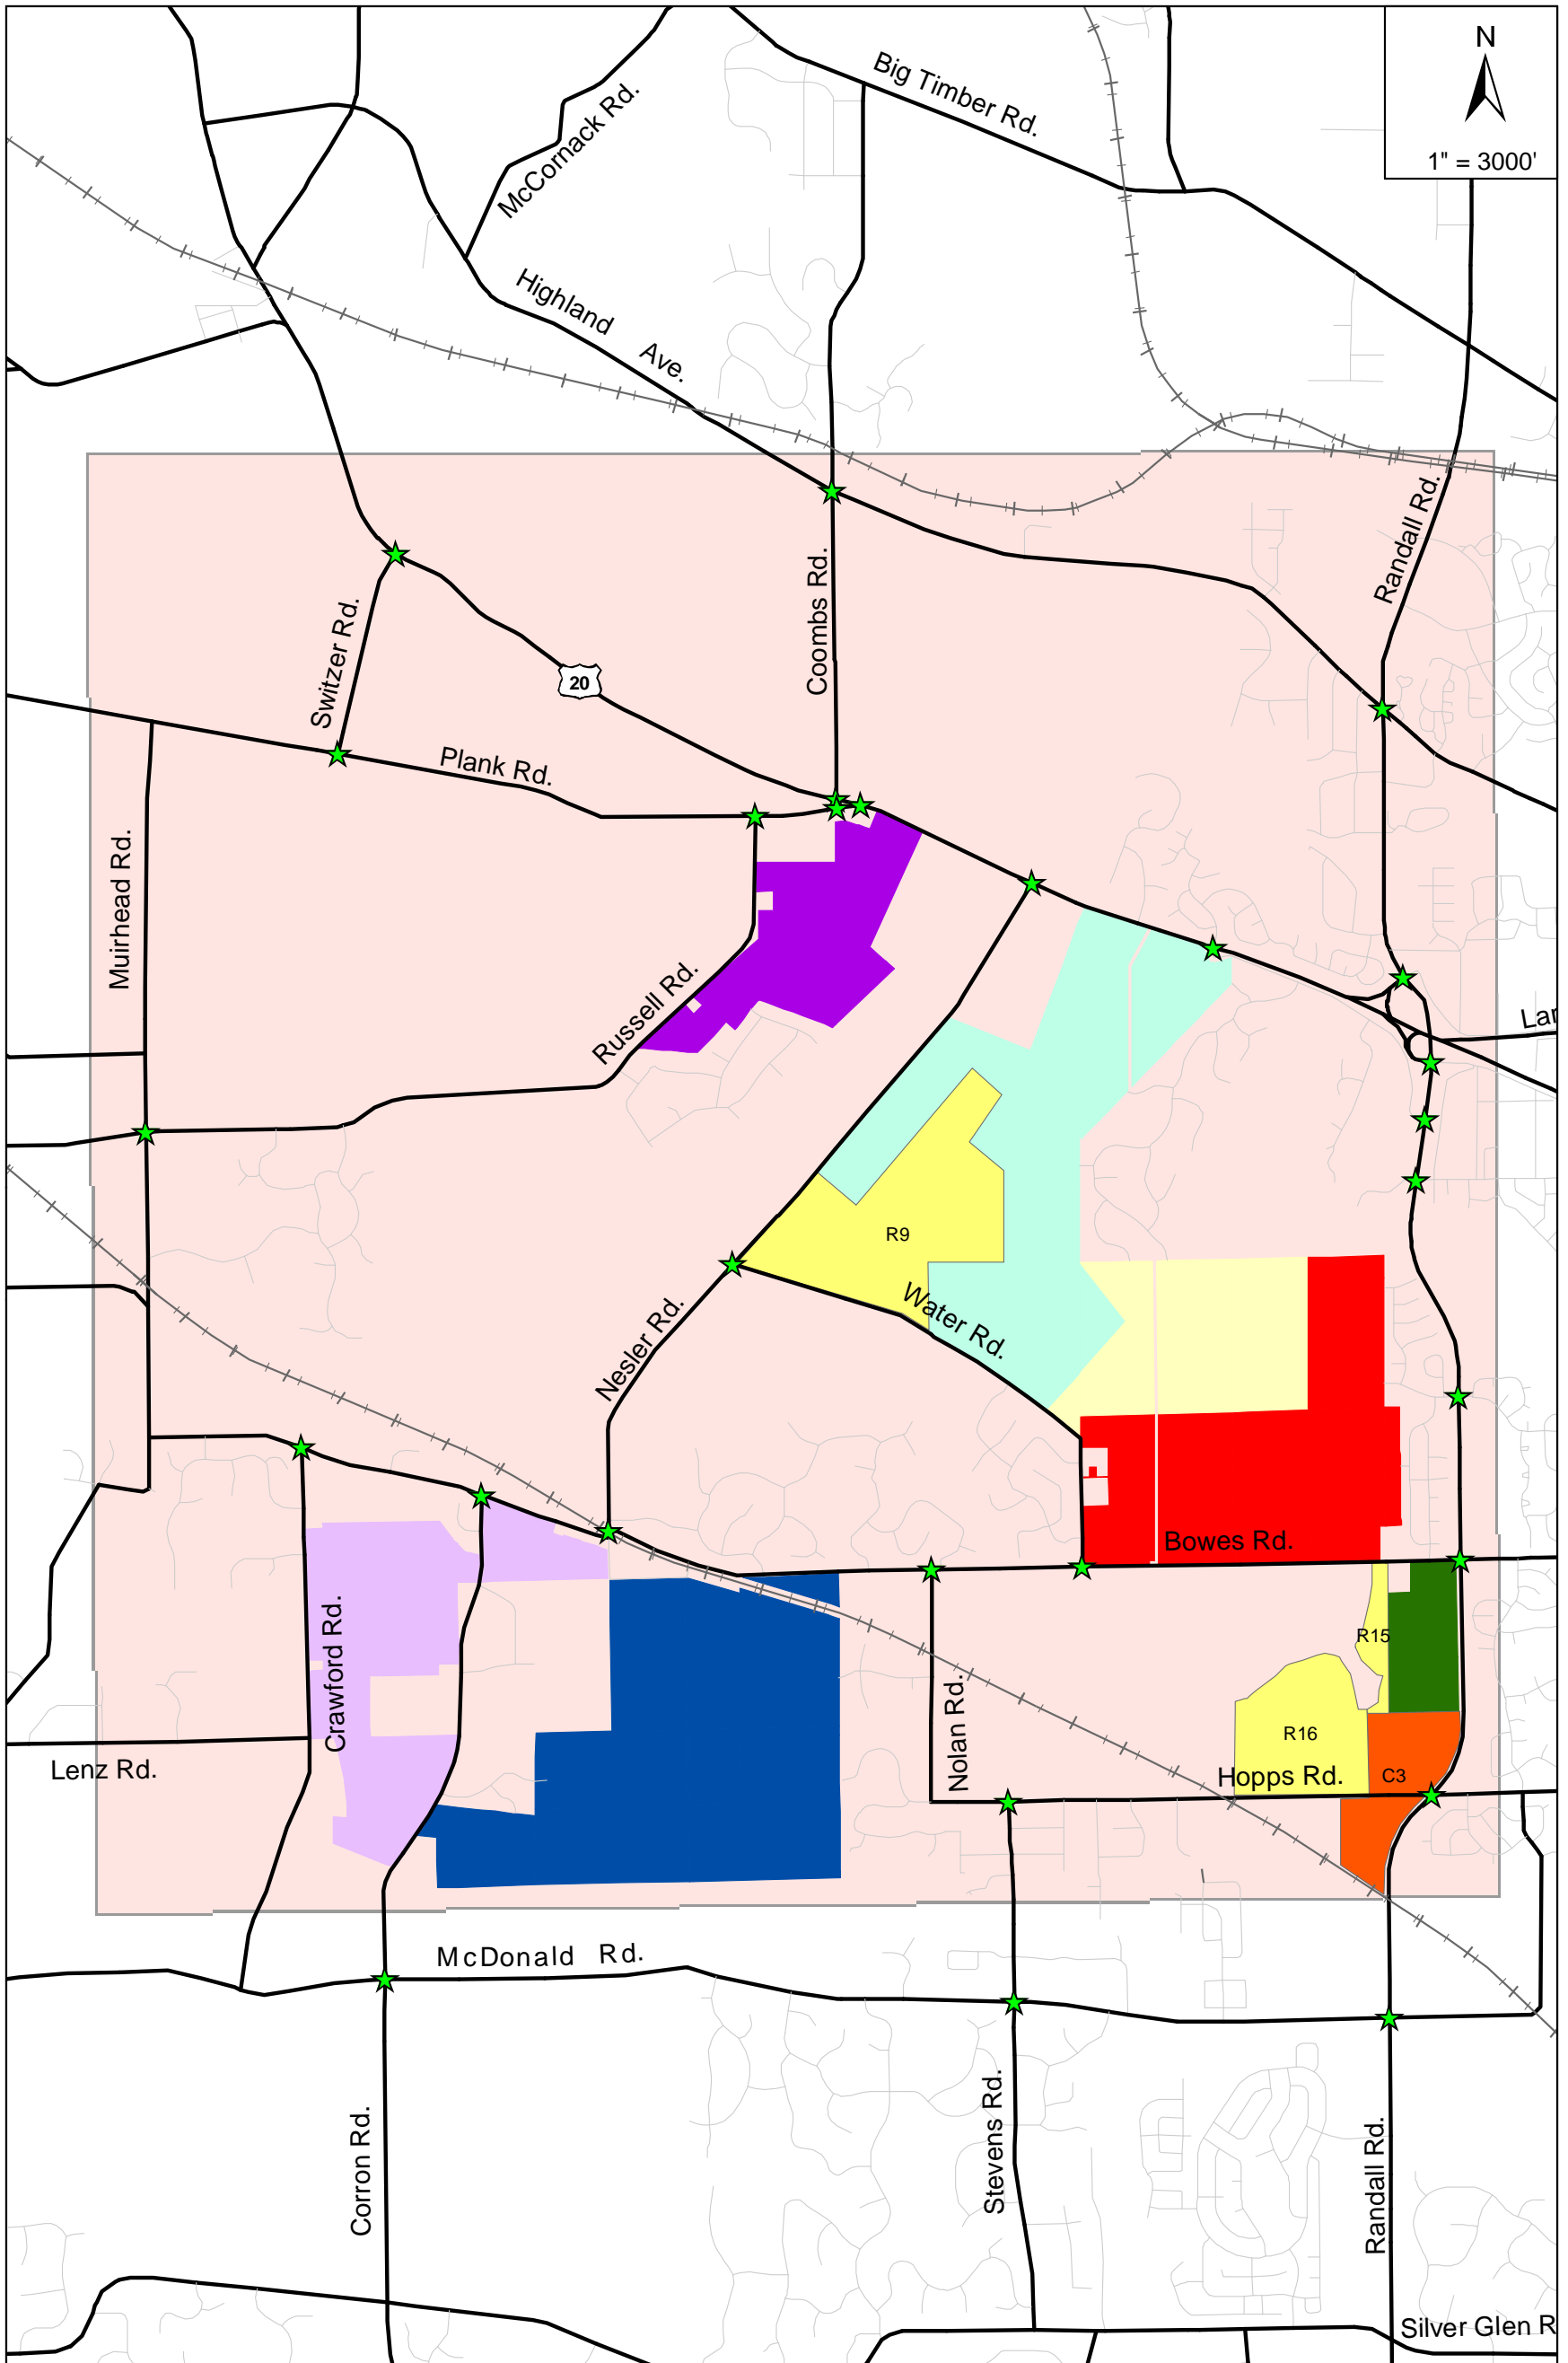 N
1" = 3000'
Big Timber Rd.
McCornack Rd.
Highland Ave.
Randall Rd.
Coombs Rd.
Switzer Rd.
20
Plank Rd.
Muirhead Rd.
Russell Rd.
Lar
R9
Water Rd.
Nesler Rd.
Bowes Rd.
Crawford Rd.
R15
Nolan Rd.
R16
Lenz Rd.
Hopps Rd.
C3
McDonald Rd.
Corron Rd.
Stevens Rd.
Randall Rd.
Silver Glen R